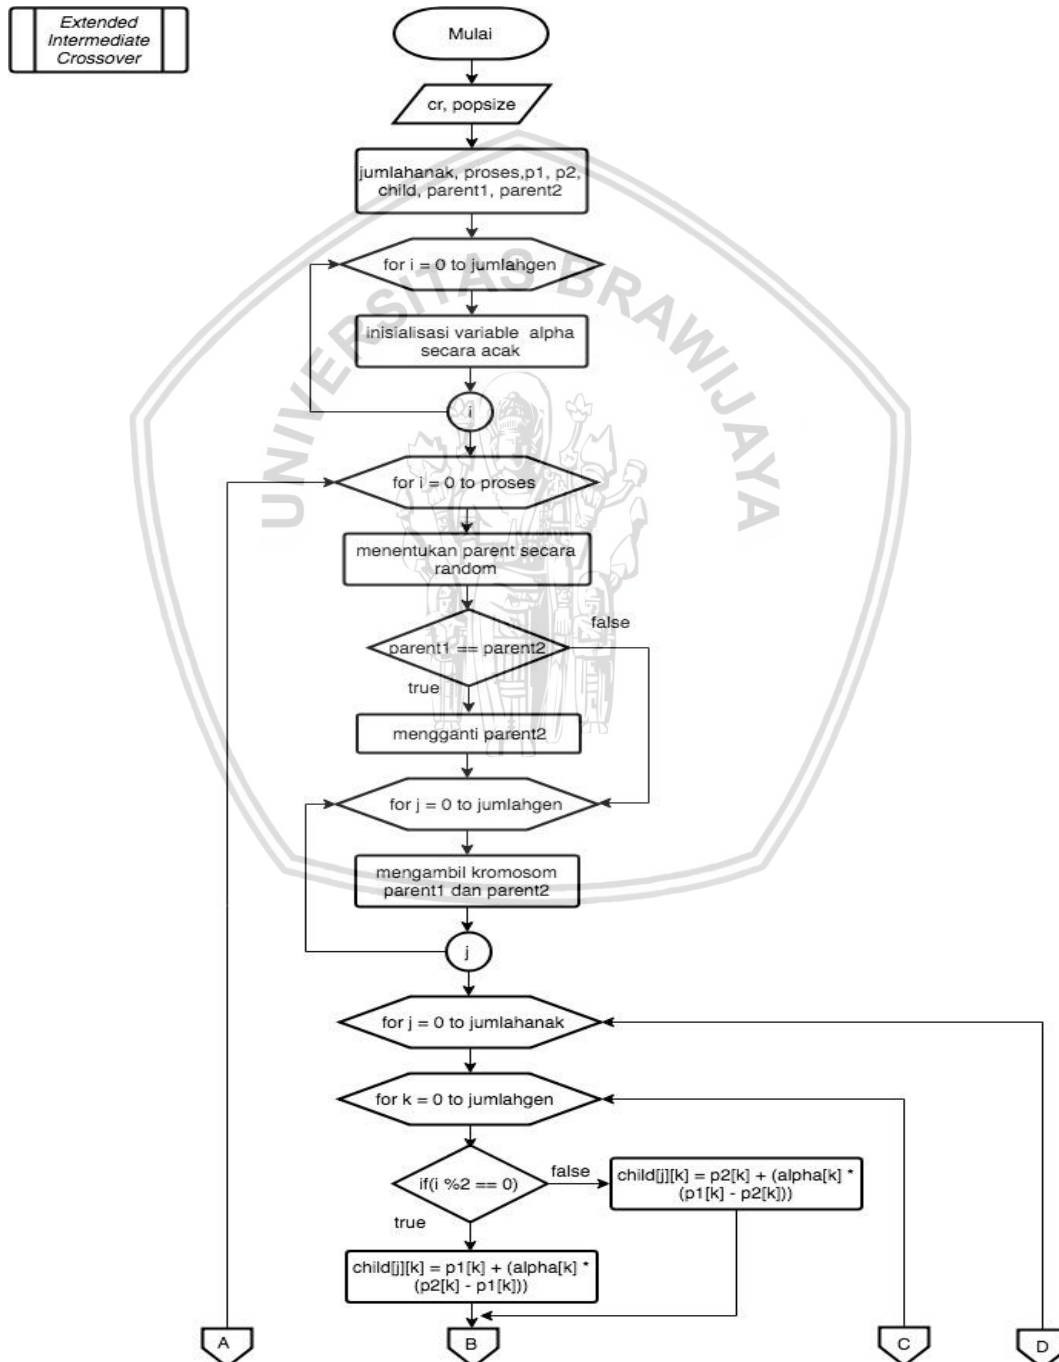 Extended
Intermediate
Crossover
Mulai
cr, popsize
jumlahanak, proses,p1, p2,
child, parent1, parent2
for i = 0 to jumlahgen
inisialisasi variable alpha
secara acak
i
for i = 0 to proses
menentukan parent secara
random
parent1 == parent2
false
true
mengganti parent2
for j = 0 to jumlahgen
mengambil kromosom
parent1 dan parent2
j
for j = 0 to jumlahanak
for k = 0 to jumlahgen
if(i %2 == 0)
false
child[j][k] = p2[k] + (alpha[k] *
(p1[k] - p2[k]))
true
child[j][k] = p1[k] + (alpha[k] *
(p2[k] - p1[k]))
A
B
C
D
UNIVERSITAS BRAWIJAYA